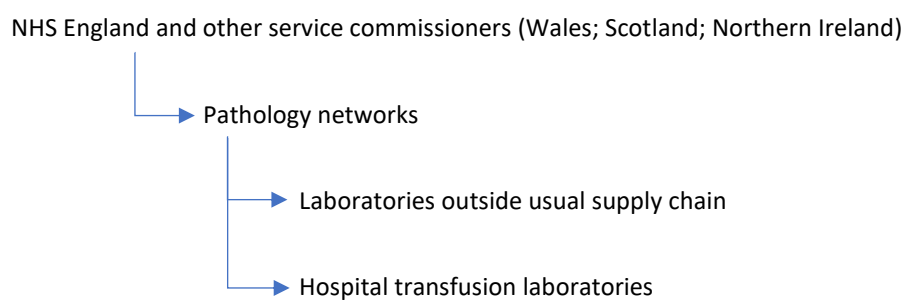 NHS England and other service commissioners (Wales; Scotland; Northern Ireland)
Pathology networks
Laboratories outside usual supply chain
Hospital transfusion laboratories